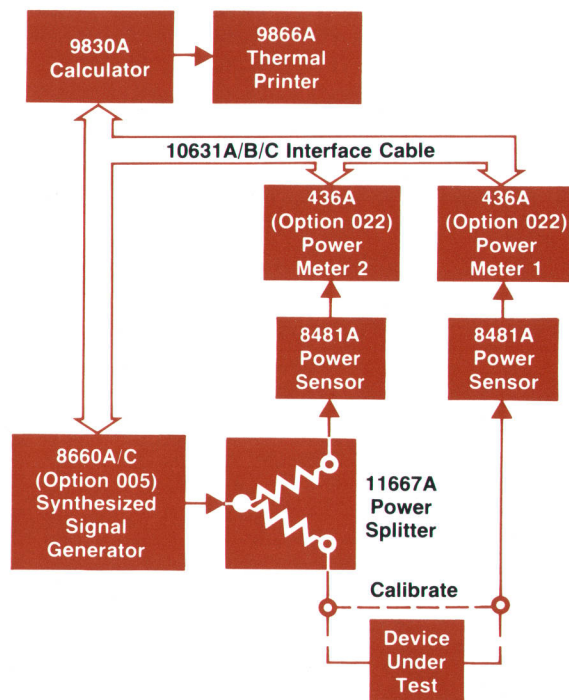 9830A
Calculator
9866A
Thermal
Printer
10631A/B/C Interface Cable
436A
(Option 022)
Power
Meter 2
436A
(Option 022)
Power
Meter 1
8481A
Power
Sensor
8481A
Power
Sensor
8660A/C
(Option 005)
Synthesized
Signal
Generator
11667A
Power
Splitter
Calibrate
Device
Under
Test